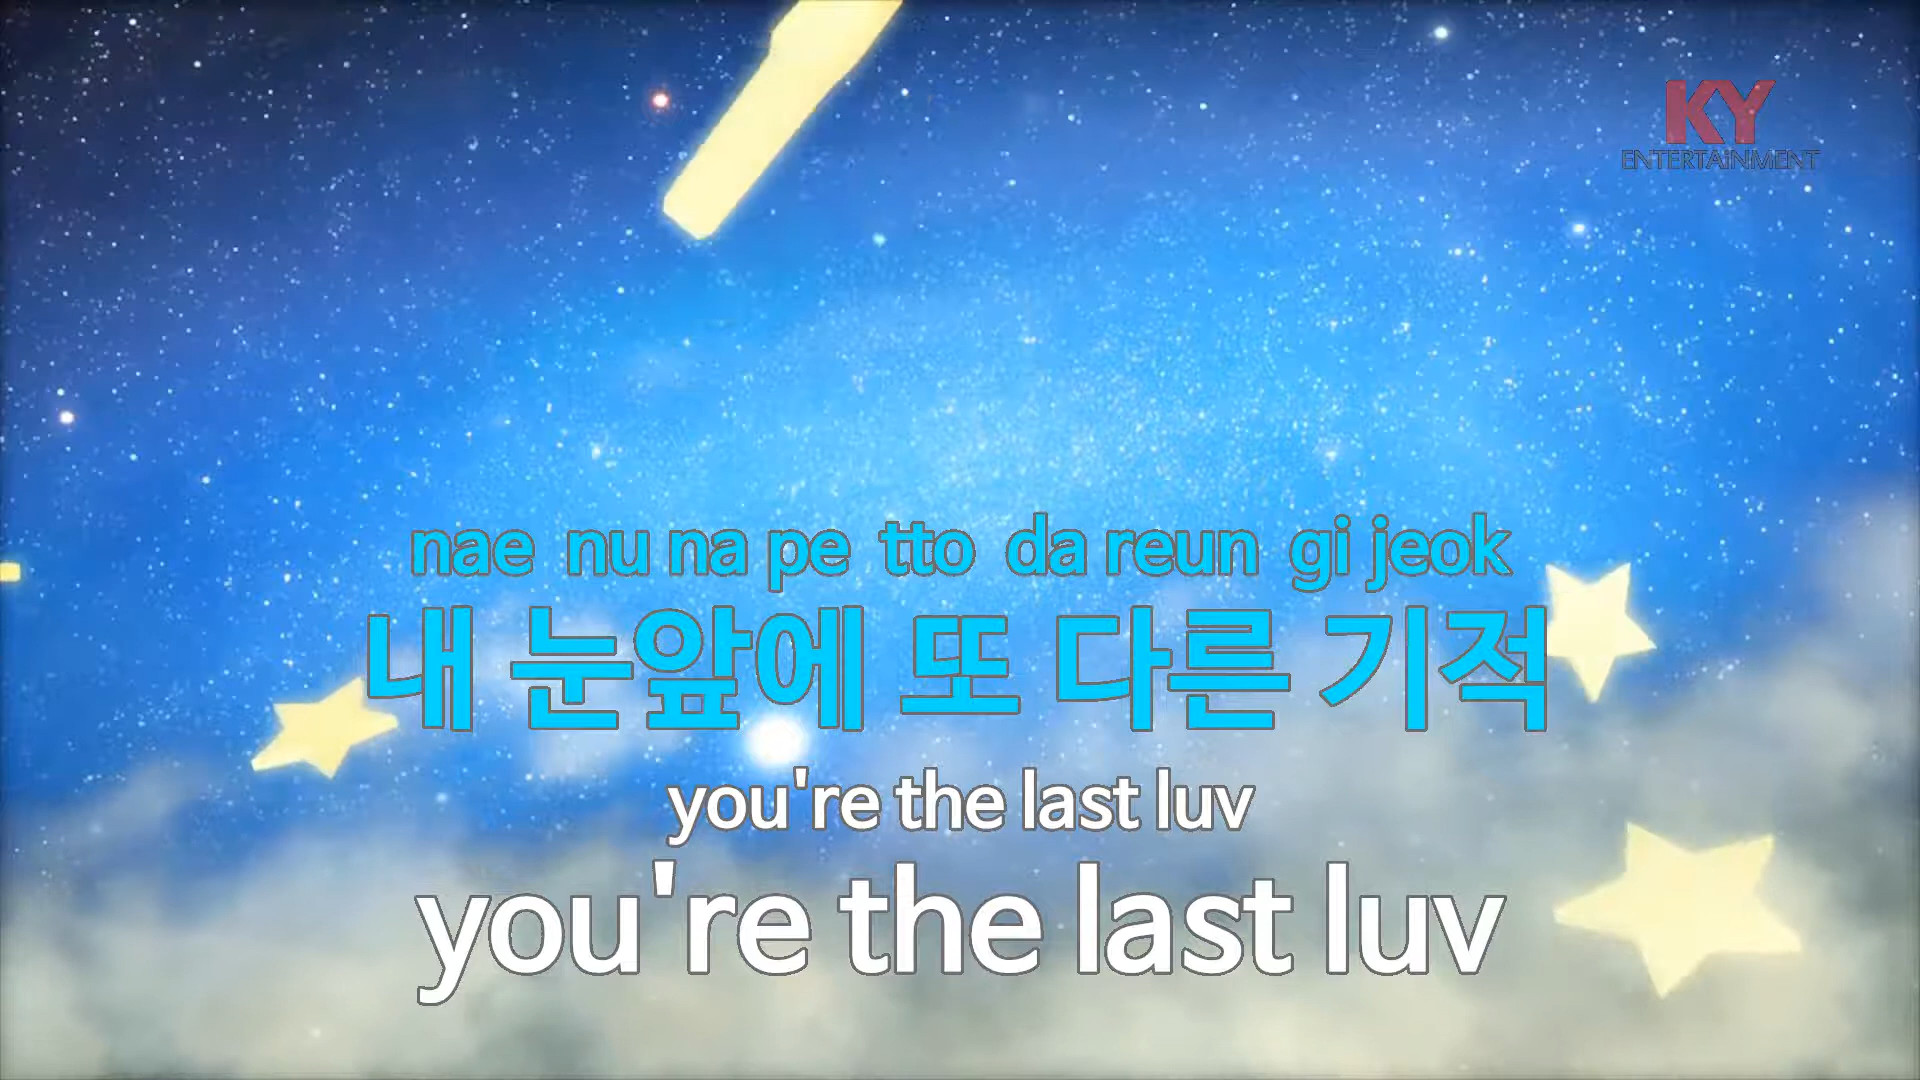 KY
ENTERTAiNMENT
nae nu na pe tto da reun gi jeok
내 눈앞에 또 다른 기적
you're the last luv
you're the last luv